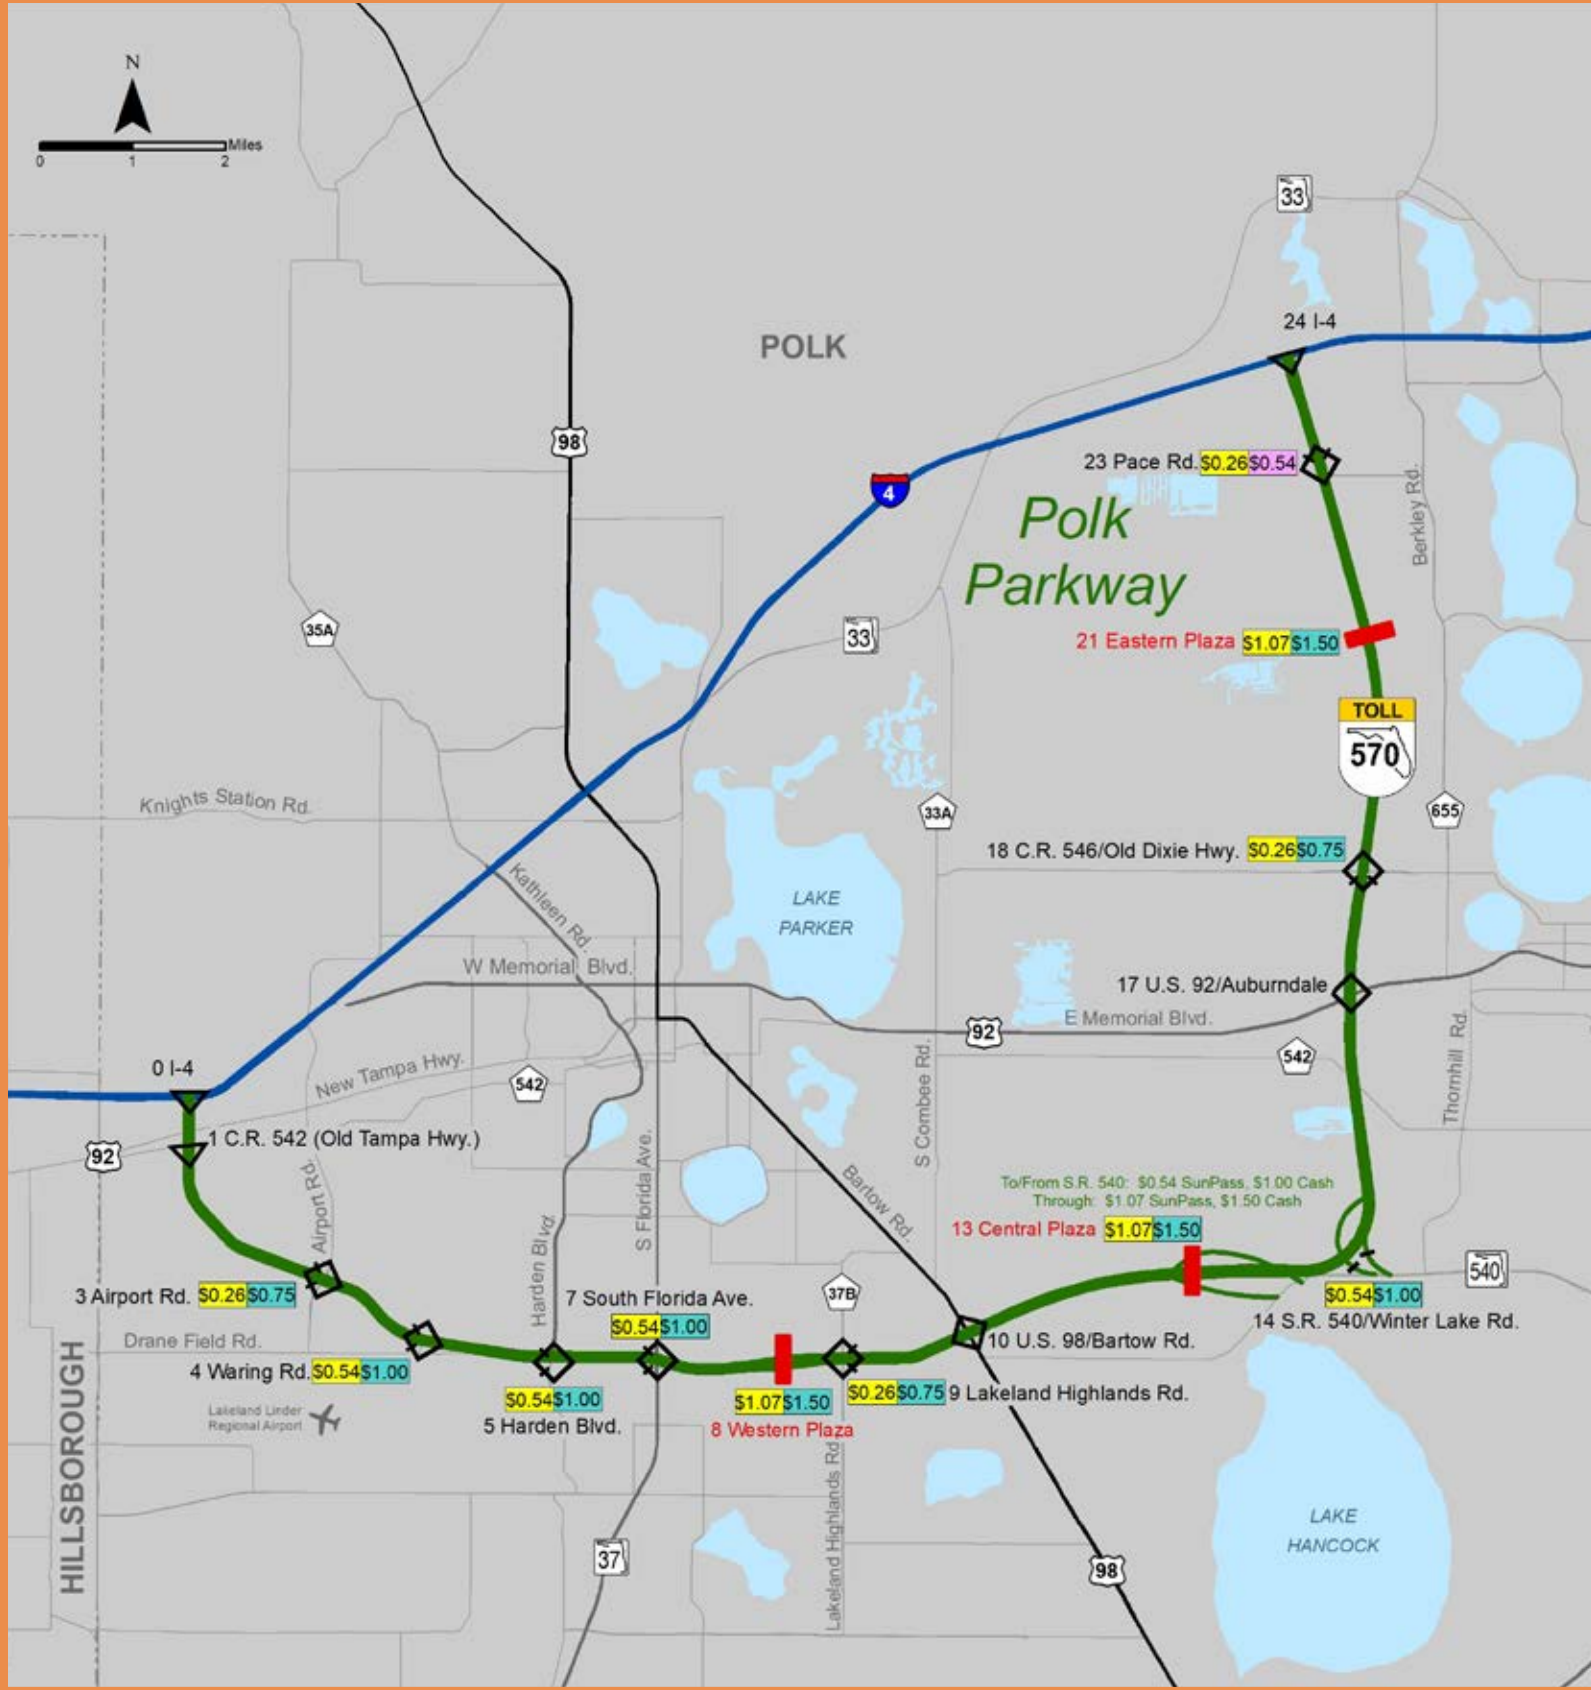 N
Miles
0 1 2
33
24 I-4
POLK
98
23 Pace Rd. $0.26 $0.54
4
Polk
Parkway
Berkley Rd.
35A
33
21 Eastern Plaza $1.07 $1.50
TOLL
570
Knights Station Rd.
33A
655
18 C.R. 546/Old Dixie Hwy. $0.26 $0.75
Kathleen Rd.
LAKE
PARKER
W Memorial Blvd.
17 U.S. 92/Auburndale
92
E Memorial Blvd.
0 I-4
New Tampa Hwy.
542
S Combee Rd.
542
Thornhill Rd.
1 C.R. 542 (Old Tampa Hwy.)
92
Airport Rd.
S Florida Ave.
Bartow Rd.
To/From S.R. 540: $0.54 SunPass, $1.00 Cash
Through: $1.07 SunPass, $1.50 Cash
13 Central Plaza $1.07 $1.50
Harden Blvd.
540
3 Airport Rd. $0.26 $0.75
7 South Florida Ave.
$0.54 $1.00
37B
$0.54 $1.00
14 S.R. 540/Winter Lake Rd.
Drane Field Rd.
10 U.S. 98/Bartow Rd.
4 Waring Rd. $0.54 $1.00
$0.54 $1.00
5 Harden Blvd.
$1.07 $1.50
8 Western Plaza
$0.26 $0.75 9 Lakeland Highlands Rd.
Lakeland Linder
Regional Airport
HILLSBOROUGH
Lakeland Highlands Rd.
LAKE
HANCOCK
37
98